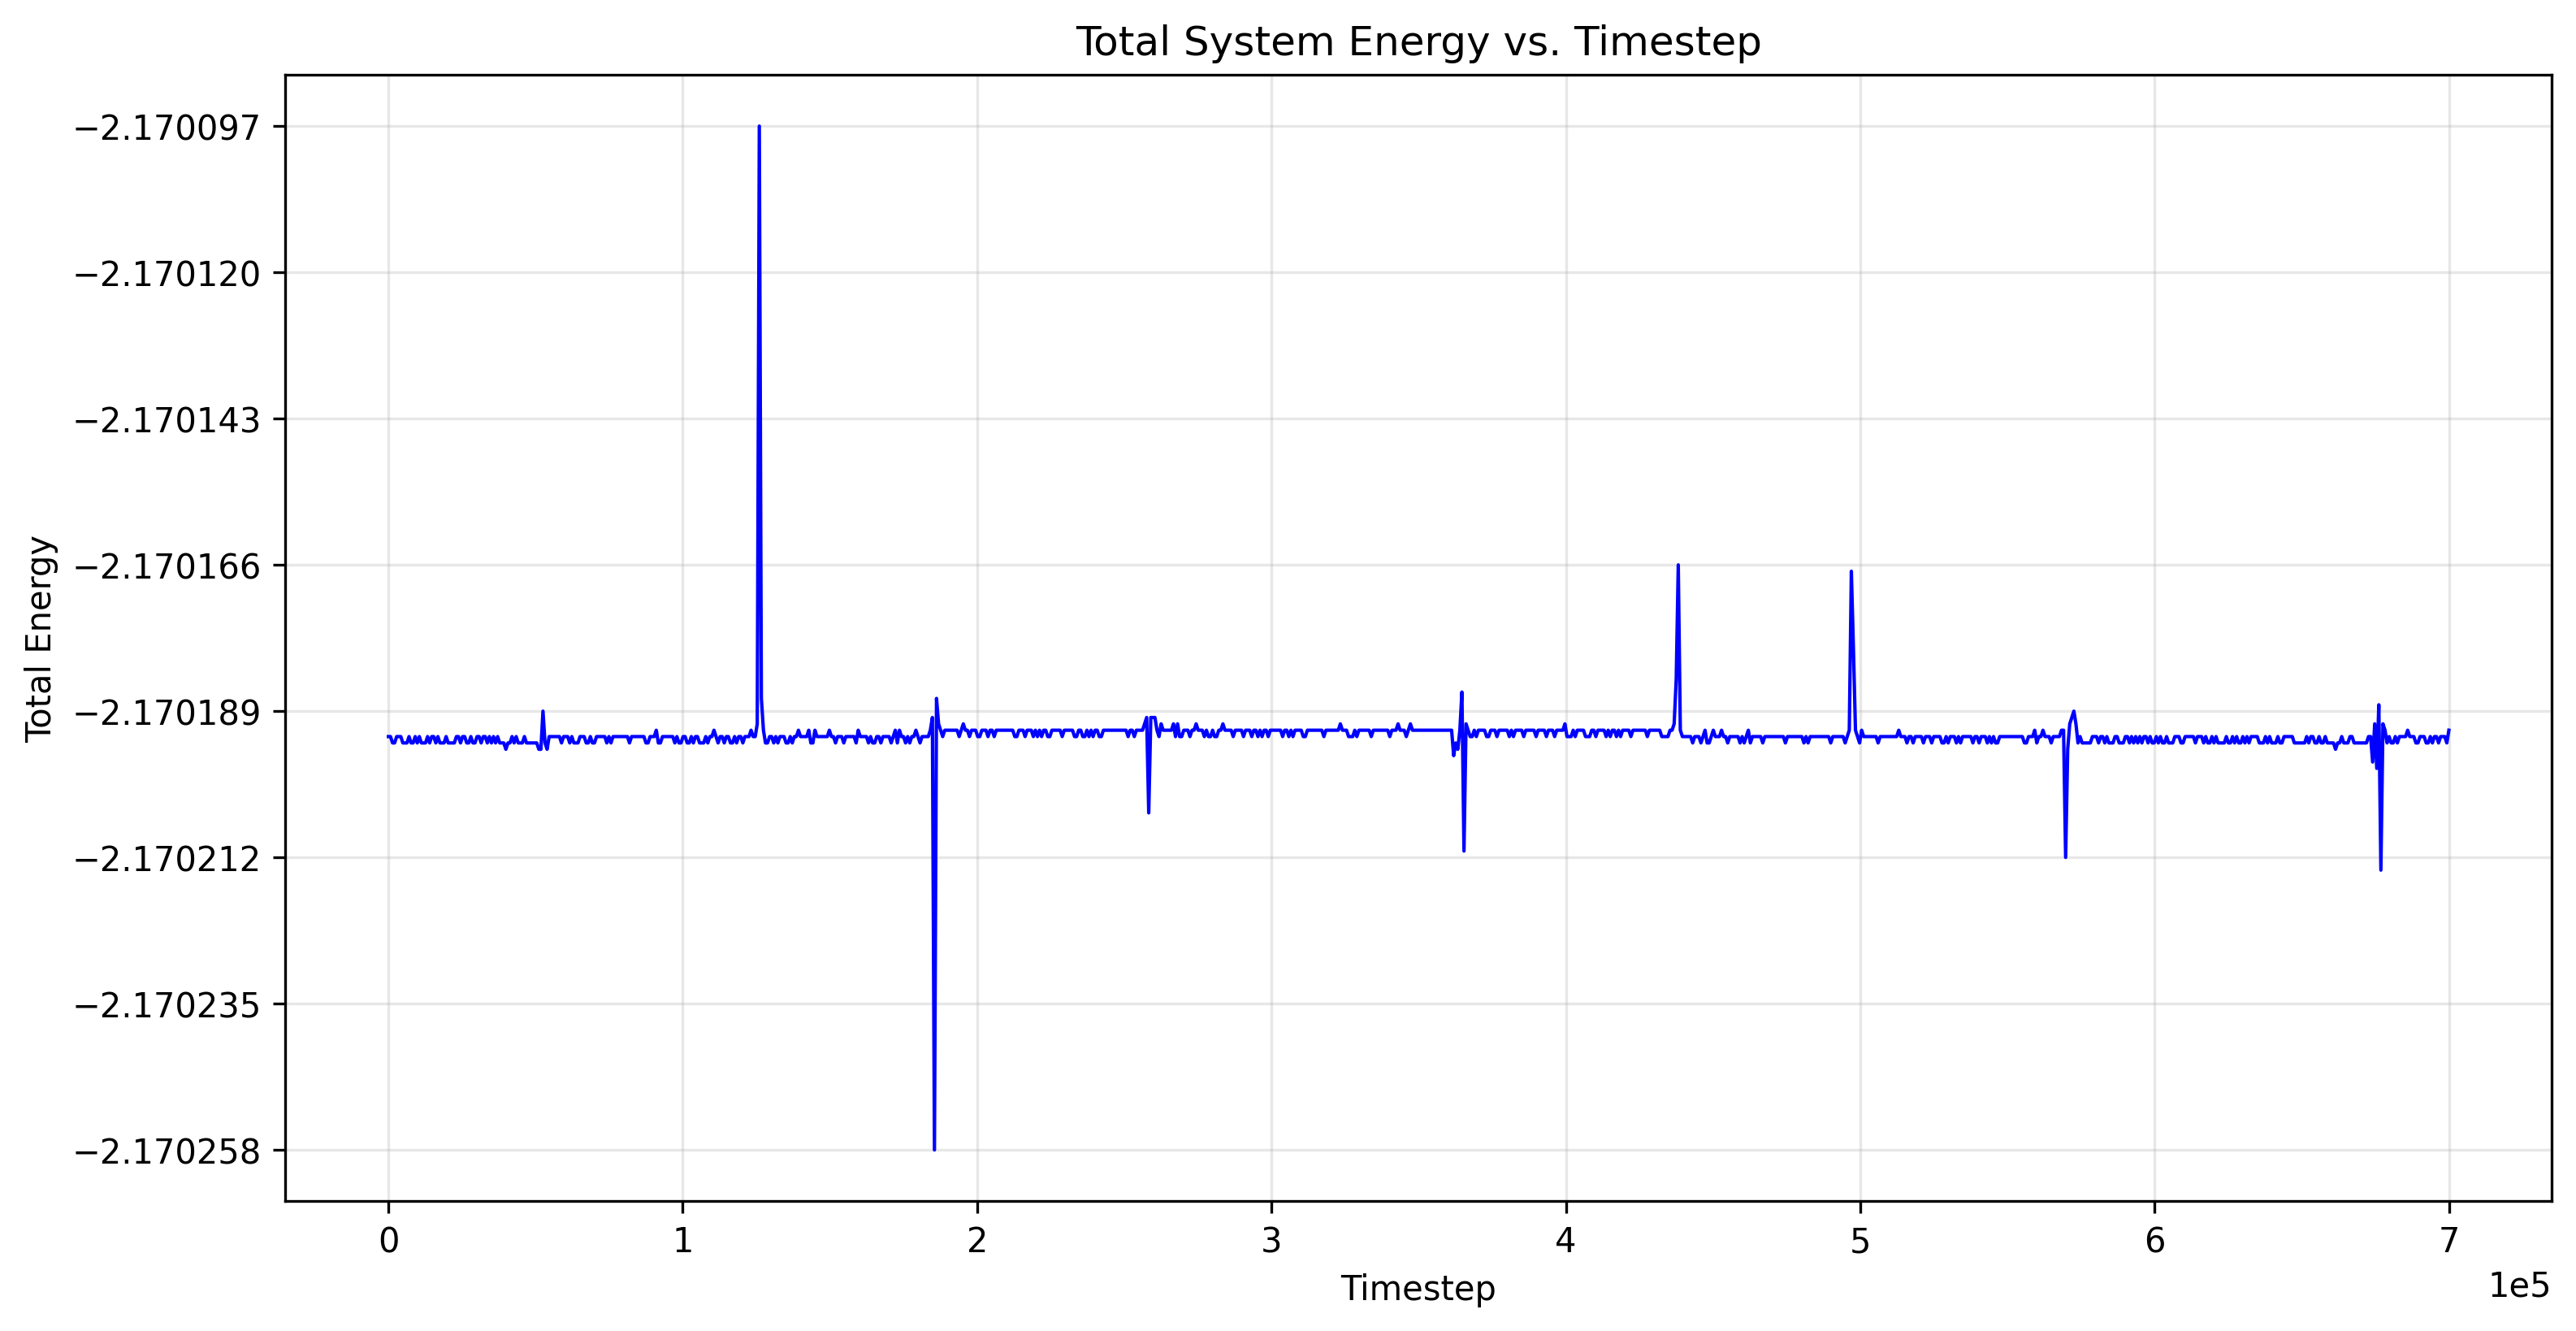 Total System Energy vs. Timestep
−2.170097
−2.170120
−2.170143
−2.170166
−2.170189
−2.170212
−2.170235
−2.170258
Total Energy
0 1 2 3 4 5 6 7
1e5
Timestep